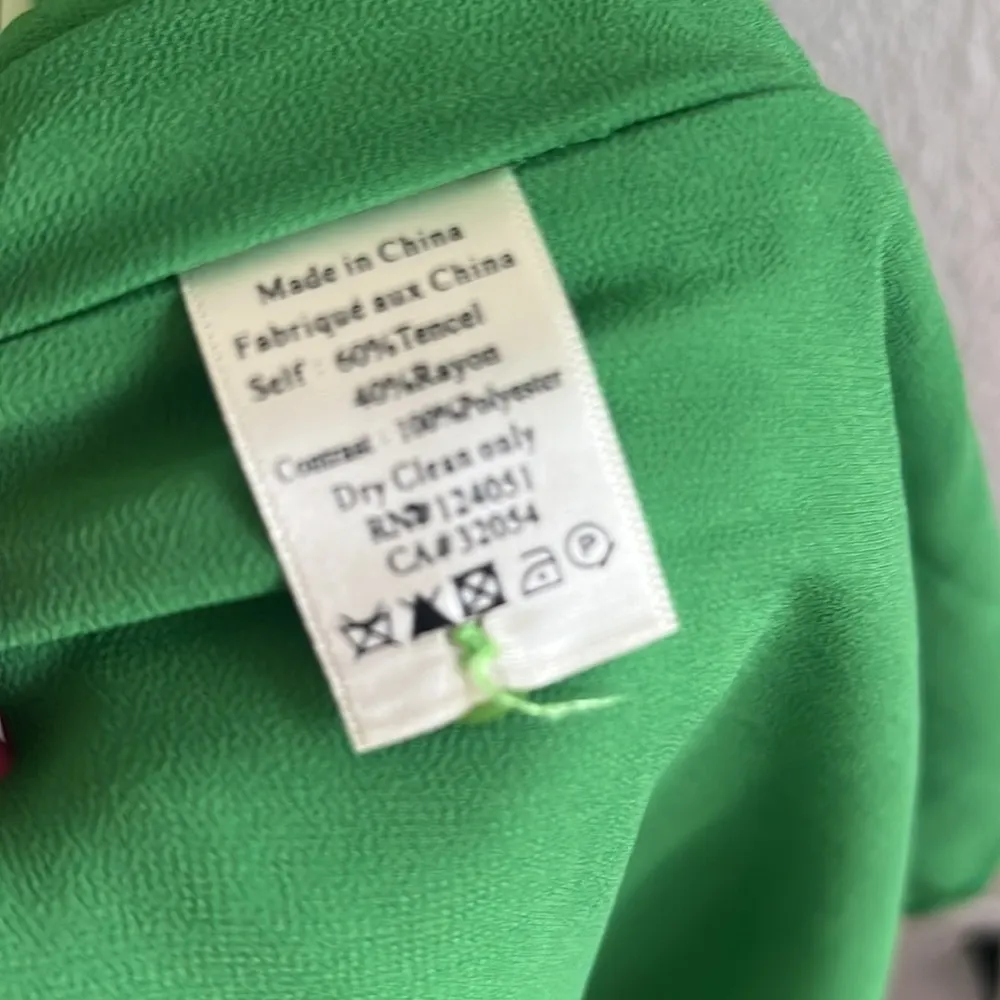 Made in China
Fabriqué aux China
Self : 60%Tencel
40%Rayon
Contrast : 100%Polyester
Dry Clean only
RN# 124051
CA#32054
P